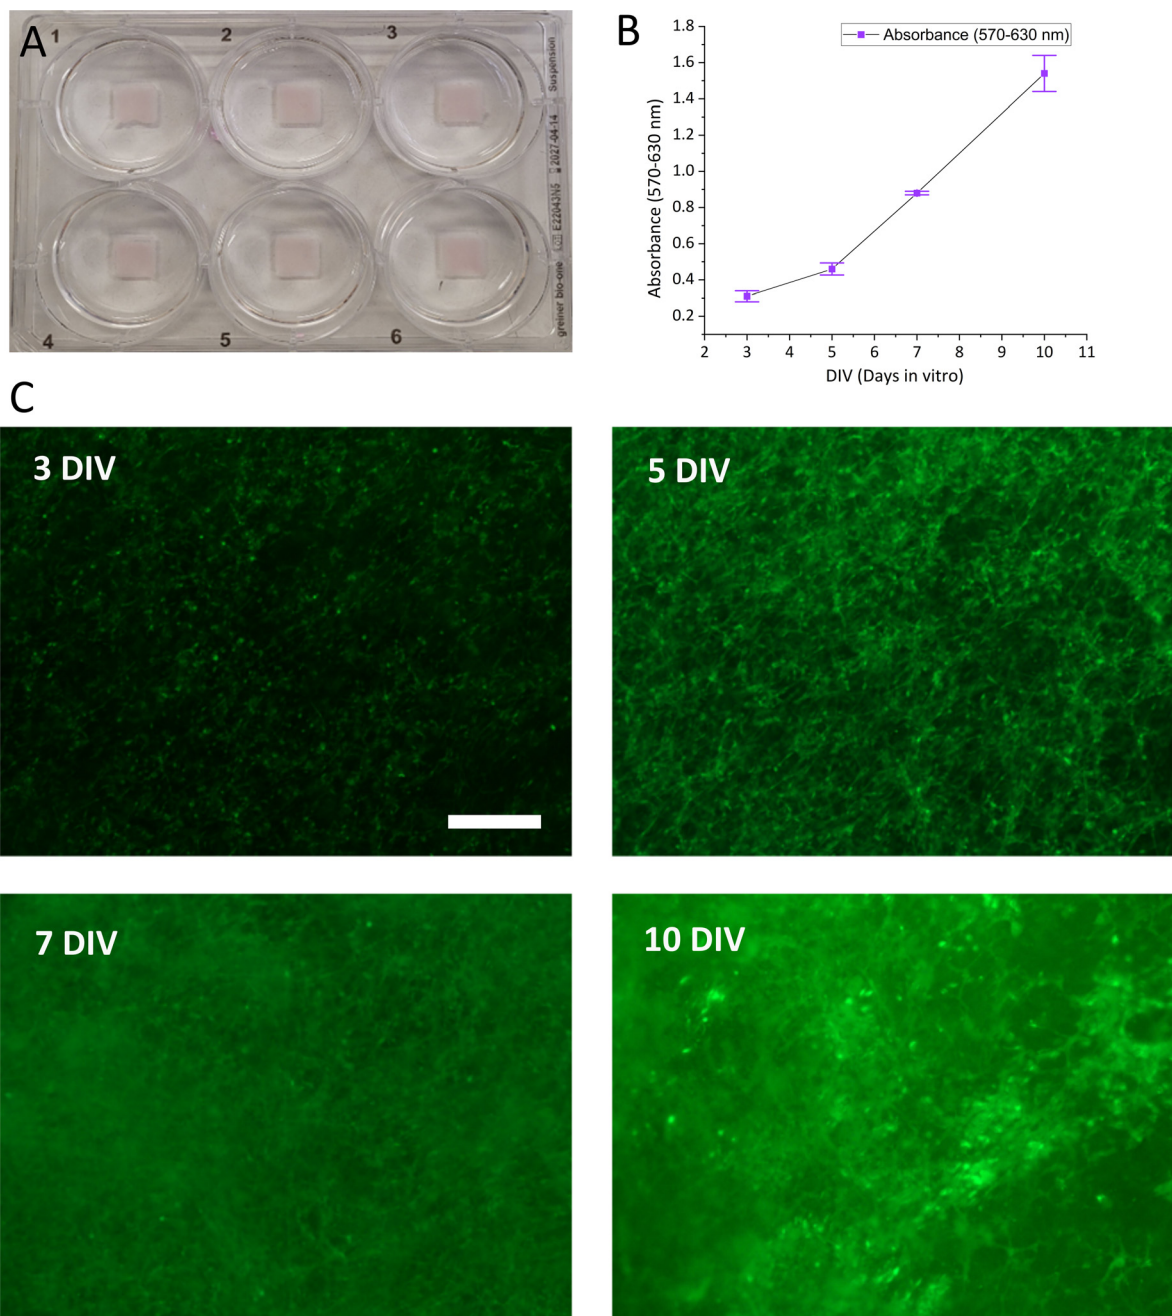 A
1
2
3
4
5
6
Suspension
2027-04-14
E22043N5
greiner bio-one
B
Absorbance (570-630 nm)
Absorbance (570-630 nm)
1.8
1.6
1.4
1.2
1.0
0.8
0.6
0.4
0.2
2 3 4 5 6 7 8 9 10 11
DIV (Days in vitro)
C
3 DIV
5 DIV
7 DIV
10 DIV